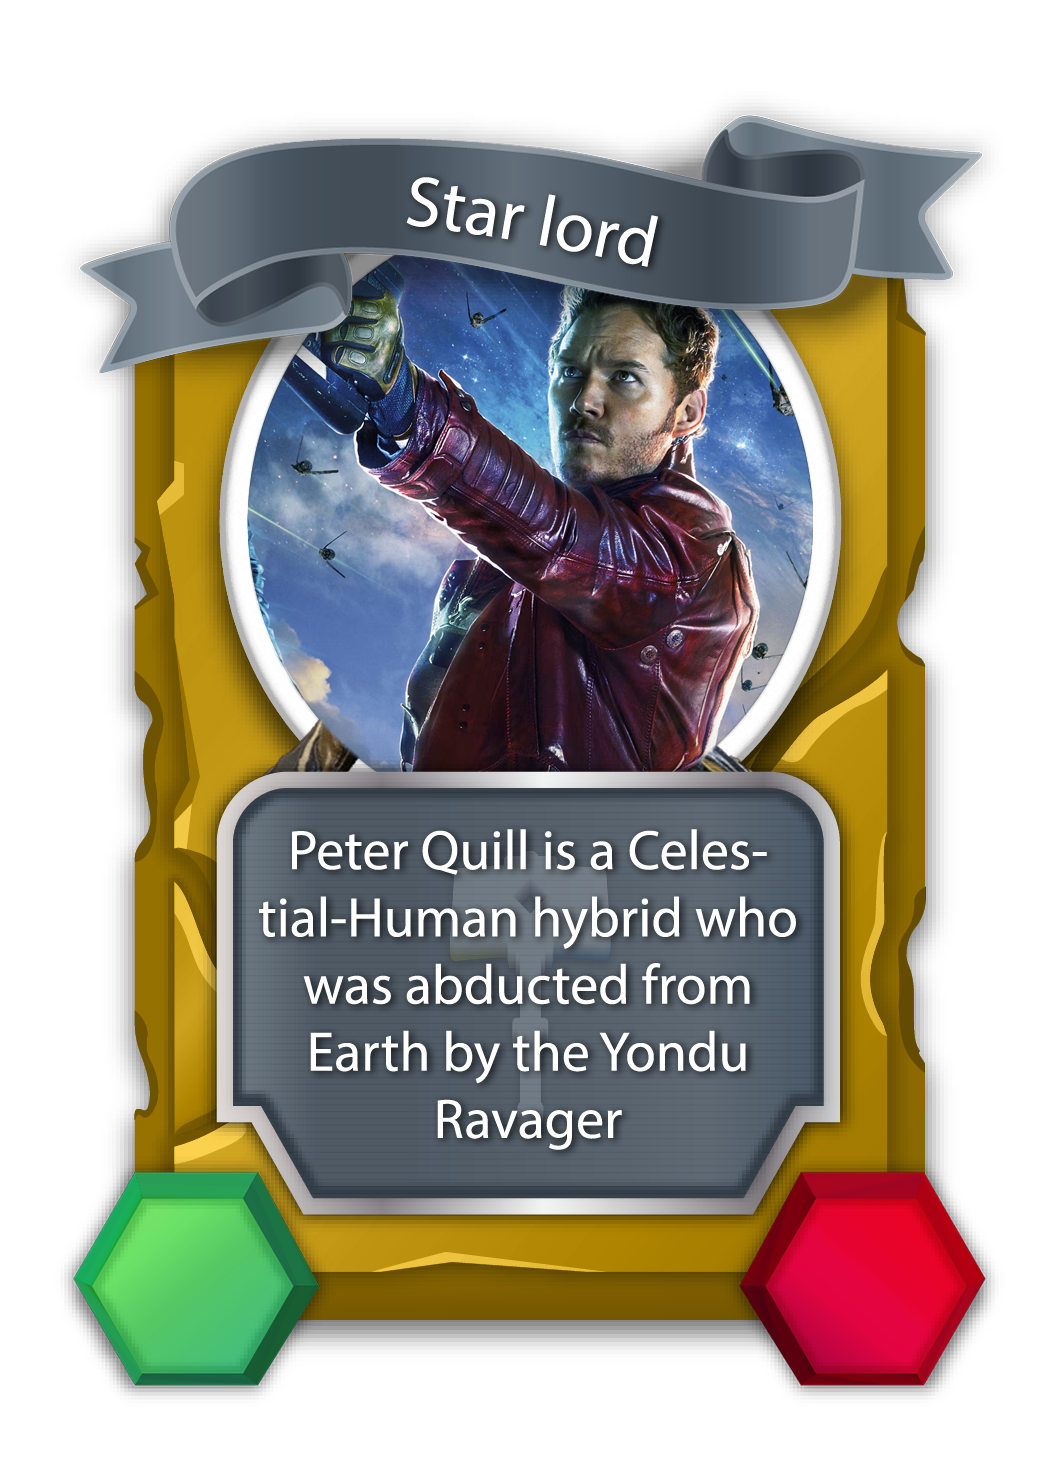 Star lord
Peter Quill is a Celes-
tial-Human hybrid who
was abducted from
Earth by the Yondu
Ravager